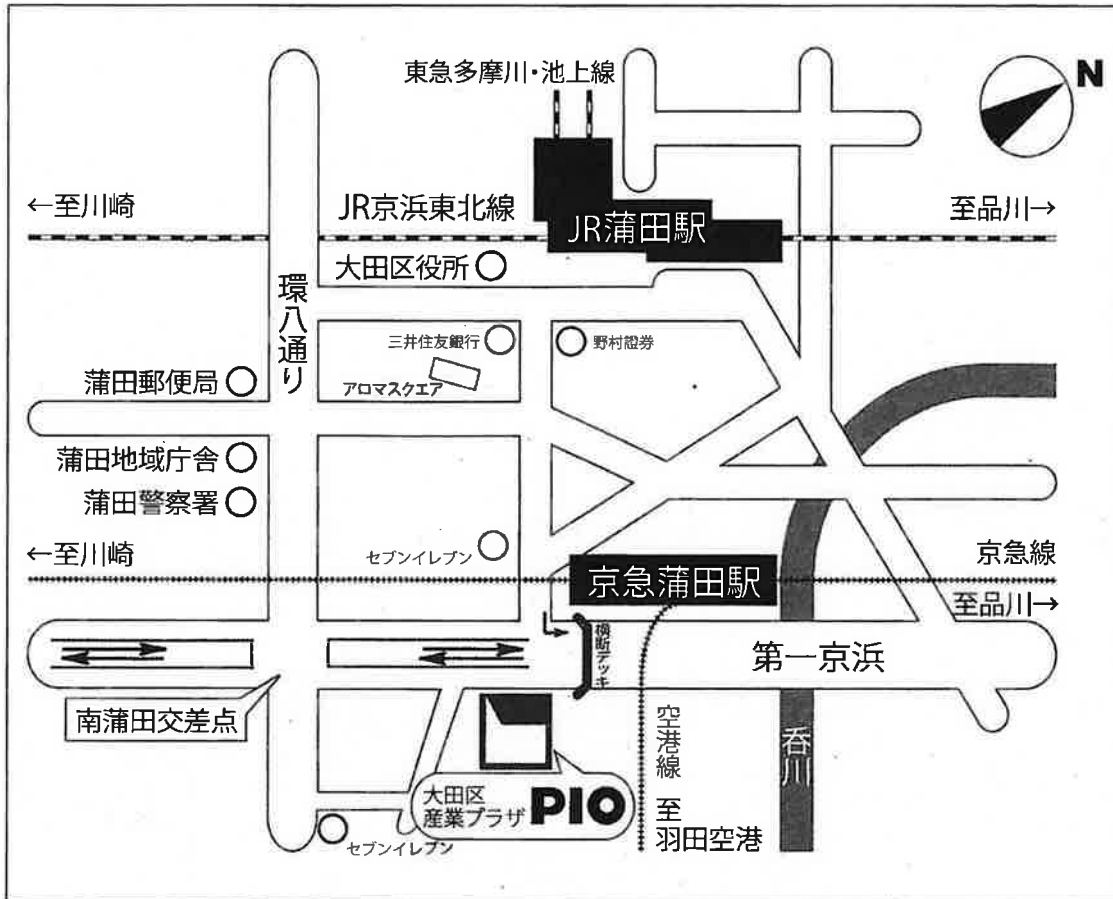 東急多摩川・池上線
N
←至川崎
JR京浜東北線
JR蒲田駅
至品川→
大田区役所
環八通り
三井住友銀行
野村證券
アロマスクエア
蒲田郵便局
蒲田地域庁舎
蒲田警察署
←至川崎
セブンイレブン
京急蒲田駅
京急線
至品川→
横断デッキ
第一京浜
南蒲田交差点
空港線
至
羽田空港
呑川
大田区
産業プラザ PIO
セブンイレブン